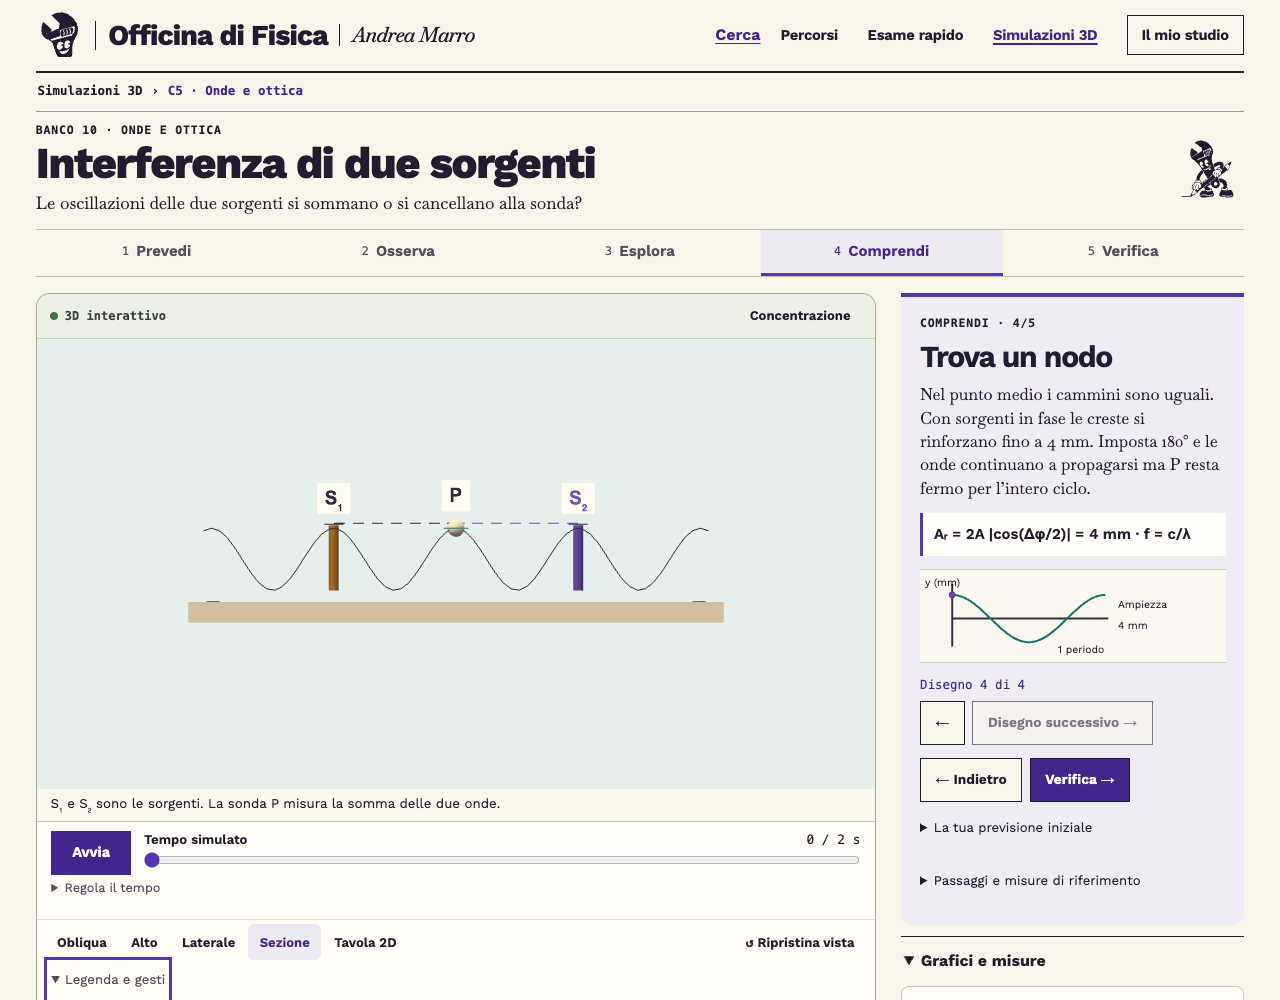 Officina di Fisica
Andrea Marro
Cerca
Percorsi
Esame rapido
Simulazioni 3D
Il mio studio
Simulazioni 3D › C5 · Onde e ottica
BANCO 10 · ONDE E OTTICA
Interferenza di due sorgenti
Le oscillazioni delle due sorgenti si sommano o si cancellano alla sonda?
1 Prevedi
2 Osserva
3 Esplora
4 Comprendi
5 Verifica
3D interattivo
Concentrazione
S₁
P
S₂
S₁ e S₂ sono le sorgenti. La sonda P misura la somma delle due onde.
Avvia
Tempo simulato
0 / 2 s
▶ Regola il tempo
Obliqua
Alto
Laterale
Sezione
Tavola 2D
↺ Ripristina vista
▼ Legenda e gesti
COMPRENDI · 4/5
Trova un nodo
Nel punto medio i cammini sono uguali.
Con sorgenti in fase le creste si
rinforzano fino a 4 mm. Imposta 180° e le
onde continuano a propagarsi ma P resta
fermo per l’intero ciclo.
Aᵣ = 2A |cos(Δφ/2)| = 4 mm · f = c/λ
y (mm)
Ampiezza
4 mm
1 periodo
Disegno 4 di 4
←
Disegno successivo →
← Indietro
Verifica →
▶ La tua previsione iniziale
▶ Passaggi e misure di riferimento
▼ Grafici e misure